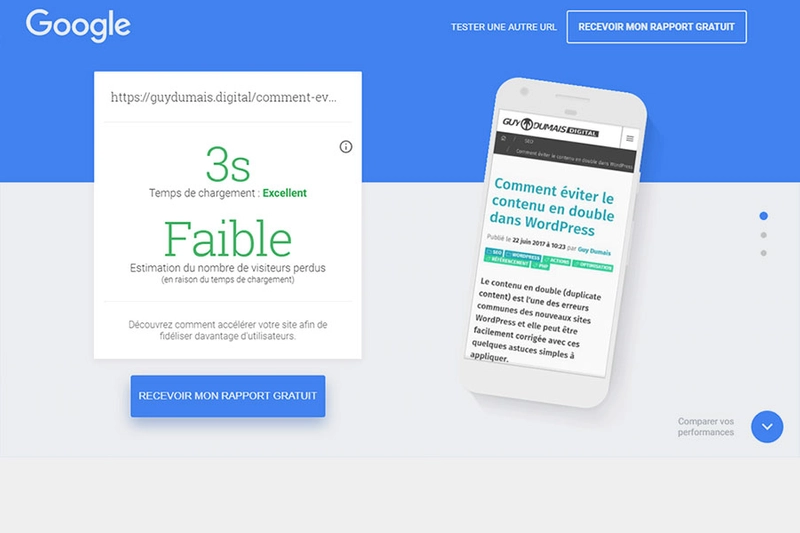 Google
TESTER UNE AUTRE URL
RECEVOIR MON RAPPORT GRATUIT
https://guydumais.digital/comment-ev...
3s
Temps de chargement : Excellent
Faible
Estimation du nombre de visiteurs perdus
(en raison du temps de chargement)
Découvrez comment accélérer votre site afin de
fidéliser davantage d'utilisateurs.
RECEVOIR MON RAPPORT GRATUIT
GUY DUMAIS DIGITAL
/ SEO
/ Comment éviter le contenu en double dans WordPress
Comment éviter le
contenu en double
dans WordPress
Publié le 22 juin 2017 à 10:23 par Guy Dumais
SEO WORDPRESS ACTIONS OPTIMISATION
RÉFÉRENCEMENT PHP
Le contenu en double (duplicate
content) est l'une des erreurs
communes des nouveaux sites
WordPress et elle peut être
facilement corrigée avec ces
quelques astuces simples à
appliquer.
Comparer vos
performances